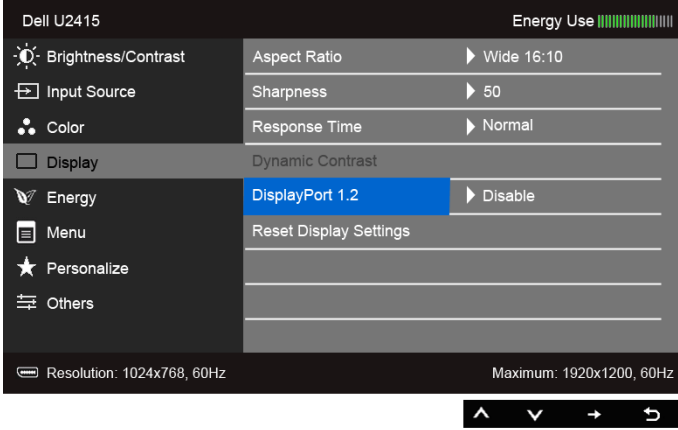 Dell U2415 Energy Use
Brightness/Contrast Aspect Ratio Wide 16:10
Input Source Sharpness 50
Color Response Time Normal
Display Dynamic Contrast
Energy DisplayPort 1.2 Disable
Menu Reset Display Settings
Personalize
Others
Resolution: 1024x768, 60Hz Maximum: 1920x1200, 60Hz